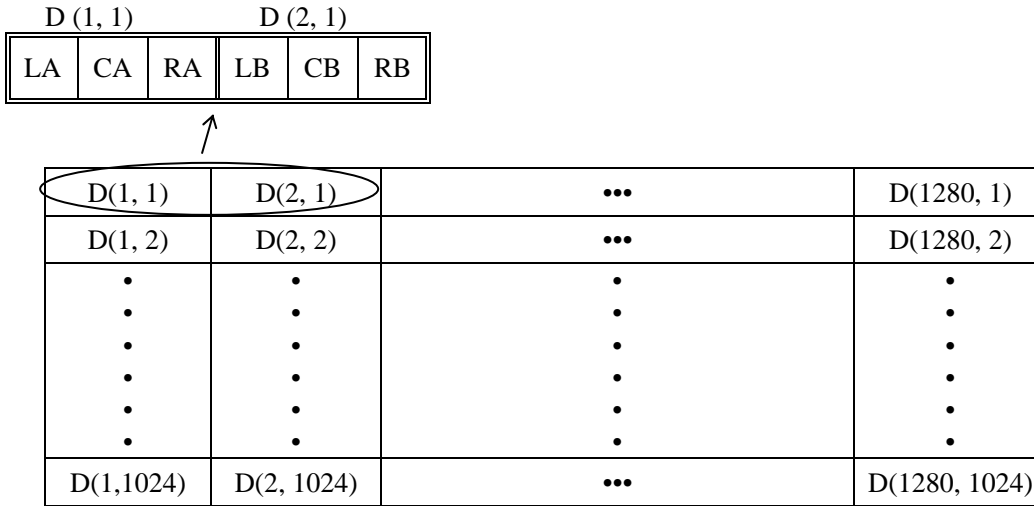 D (1, 1) D (2, 1)
LA CA RA LB CB RB
D(1, 1) D(2, 1) ••• D(1280, 1)
D(1, 2) D(2, 2) ••• D(1280, 2)
• • • •
• • • •
• • • •
• • • •
• • • •
• • • •
D(1,1024) D(2, 1024) ••• D(1280, 1024)